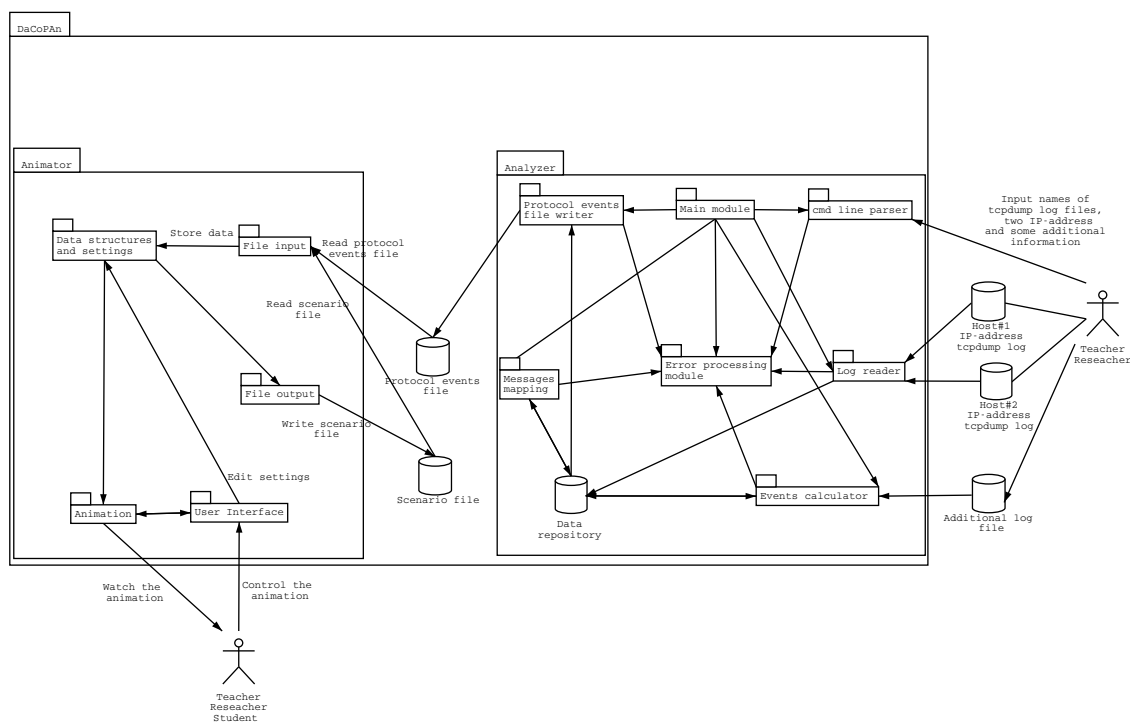 DaCoPAn
Animator
Analyzer
Data structures
and settings
Store data
File input
Read protocol
events file
Read scenario
file
File output
Write scenario
file
Edit settings
Animation
User Interface
Watch the
animation
Control the
animation
Teacher
Reseacher
Student
Protocol events
file
Scenario file
Protocol events
file writer
Main module
cmd line parser
Messages
mapping
Error processing
module
Log reader
Data
repository
Events calculator
Input names of
tcpdump log files,
two IP-address
and some additional
information
Host#1
IP-address
tcpdump log
Host#2
IP-address
tcpdump log
Additional log
file
Teacher
Reseacher